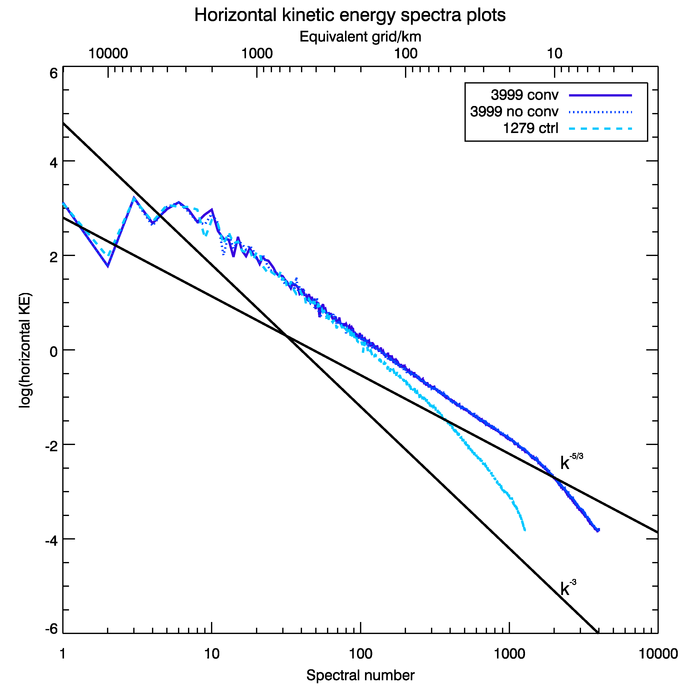 Horizontal kinetic energy spectra plots
Equivalent grid/km
10000 1000 100 10
6
3999 conv
3999 no conv
1279 ctrl
4
2
0
log(horizontal KE)
-2
k-5/3
-4
k-3
-6
1 10 100 1000 10000
Spectral number